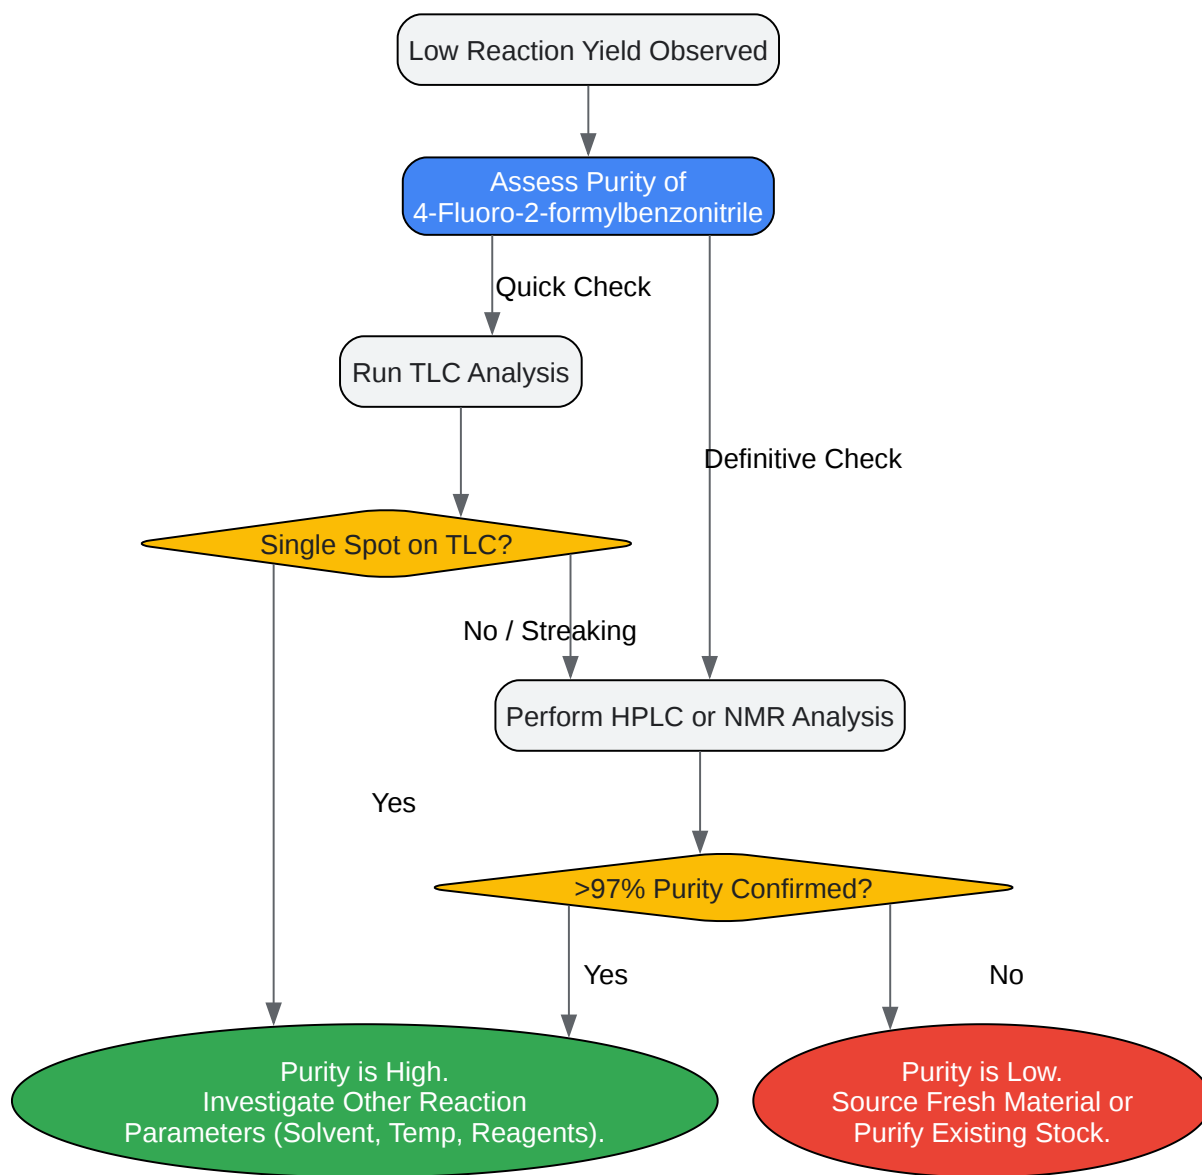 Low Reaction Yield Observed
Assess Purity of
4-Fluoro-2-formylbenzonitrile
Quick Check
Run TLC Analysis
Definitive Check
Single Spot on TLC?
No / Streaking
Perform HPLC or NMR Analysis
Yes
>97% Purity Confirmed?
Yes
No
Purity is High.
Investigate Other Reaction
Parameters (Solvent, Temp, Reagents).
Purity is Low.
Source Fresh Material or
Purify Existing Stock.